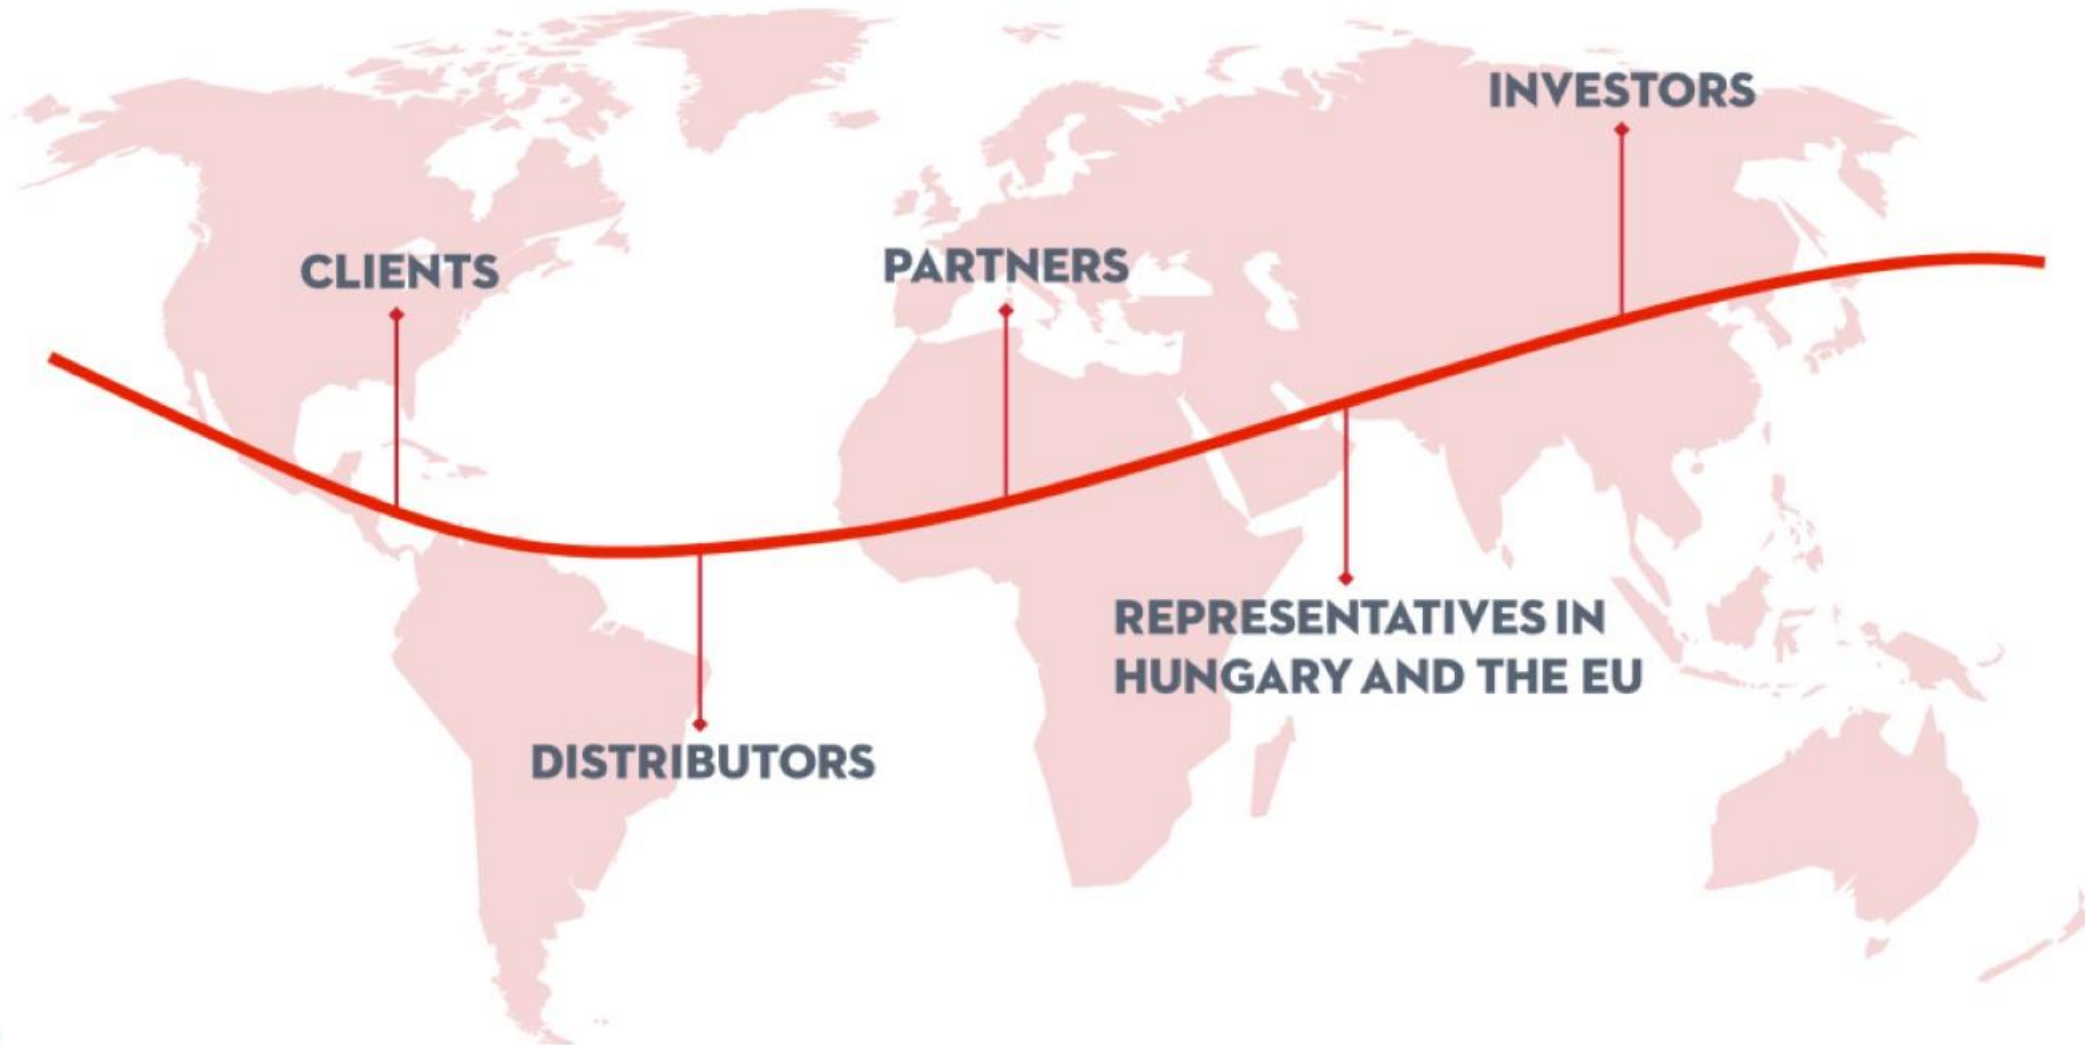 INVESTORS
CLIENTS
PARTNERS
REPRESENTATIVES IN
HUNGARY AND THE EU
DISTRIBUTORS